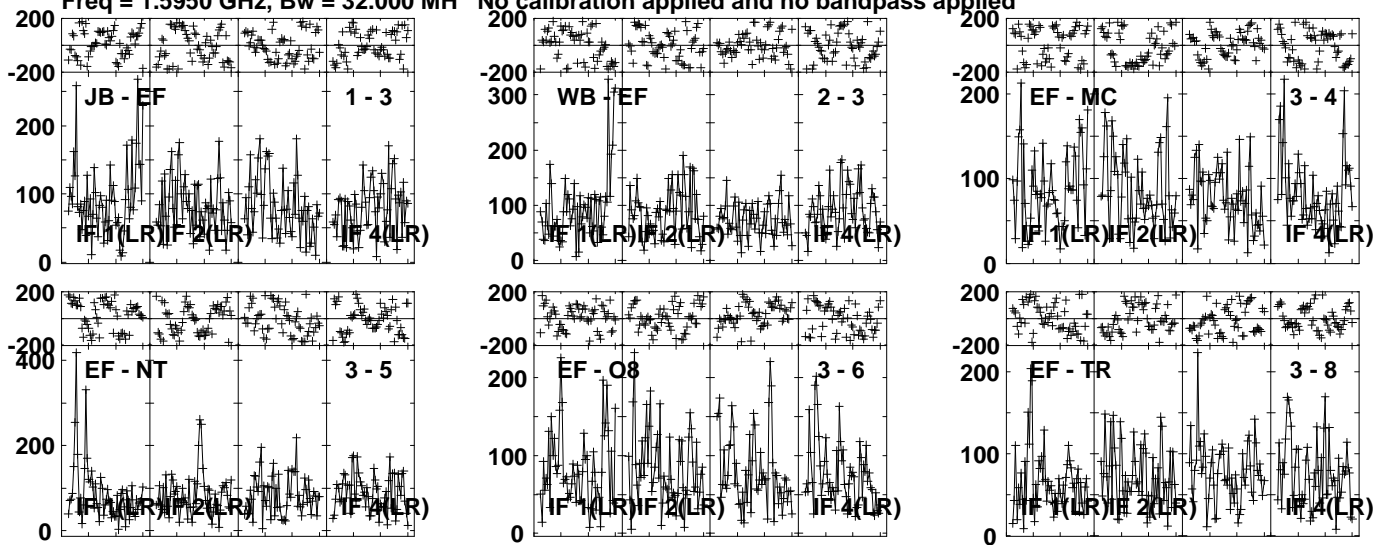 Freq = 1.5950 GHz, Bw = 32.000 MH No calibration applied and no bandpass applied
200
-200
JB - EF
1 - 3
200
100
0
IF 1(LR)
IF 2(LR)
IF 4(LR)
200
-200
WB - EF
2 - 3
300
200
100
0
IF 1(LR)
IF 2(LR)
IF 4(LR)
200
-200
EF - MC
3 - 4
200
100
0
IF 1(LR)
IF 2(LR)
IF 4(LR)
200
-200
EF - NT
3 - 5
400
200
0
IF 1(LR)
IF 2(LR)
IF 4(LR)
200
-200
EF - O8
3 - 6
200
100
0
IF 1(LR)
IF 2(LR)
IF 4(LR)
200
-200
EF - TR
3 - 8
200
100
0
IF 1(LR)
IF 2(LR)
IF 4(LR)